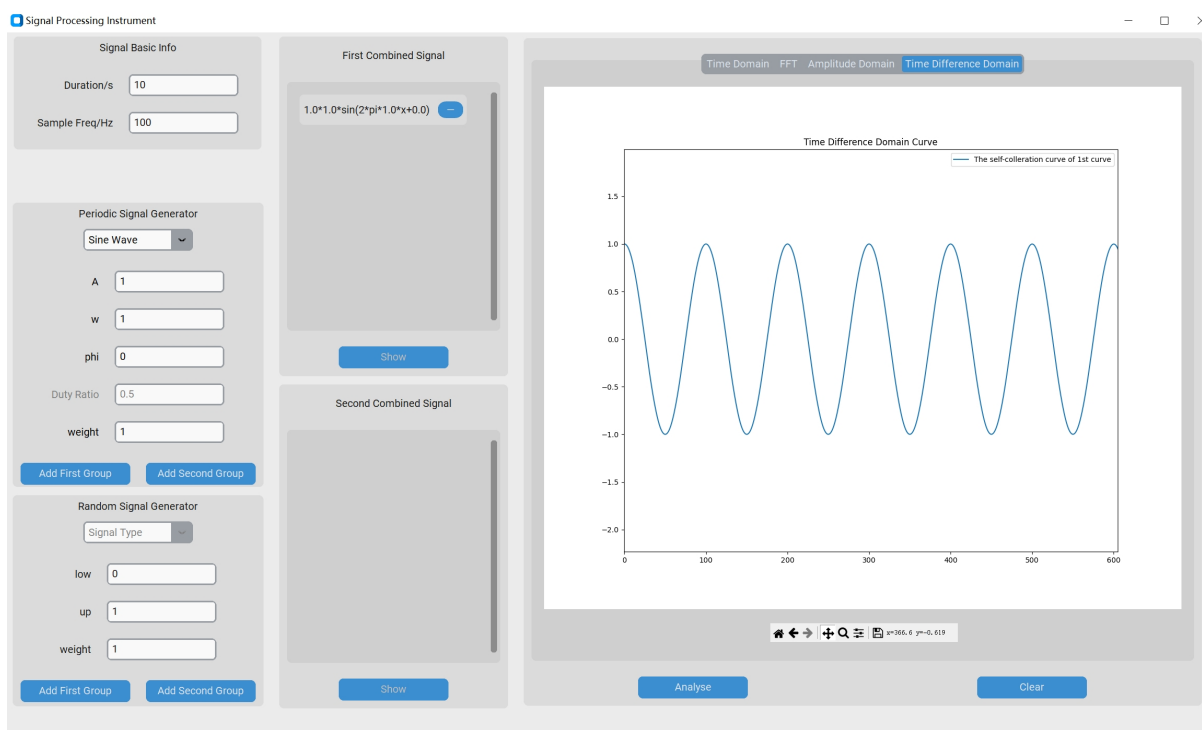 Signal Processing Instrument
Signal Basic Info
Duration/s 10
Sample Freq/Hz 100
Periodic Signal Generator
Sine Wave
A 1
w 1
phi 0
Duty Ratio 0.5
weight 1
Add First Group Add Second Group
Random Signal Generator
Signal Type
low 0
up 1
weight 1
Add First Group Add Second Group
First Combined Signal
1.0*1.0*sin(2*pi*1.0*x+0.0) −
Show
Second Combined Signal
Show
Time Domain FFT Amplitude Domain Time Difference Domain
Time Difference Domain Curve
The self-colleration curve of 1st curve
1.5
1.0
0.5
0.0
−0.5
−1.0
−1.5
−2.0
0 100 200 300 400 500 600
x=366.6 y=-0.619
Analyse Clear